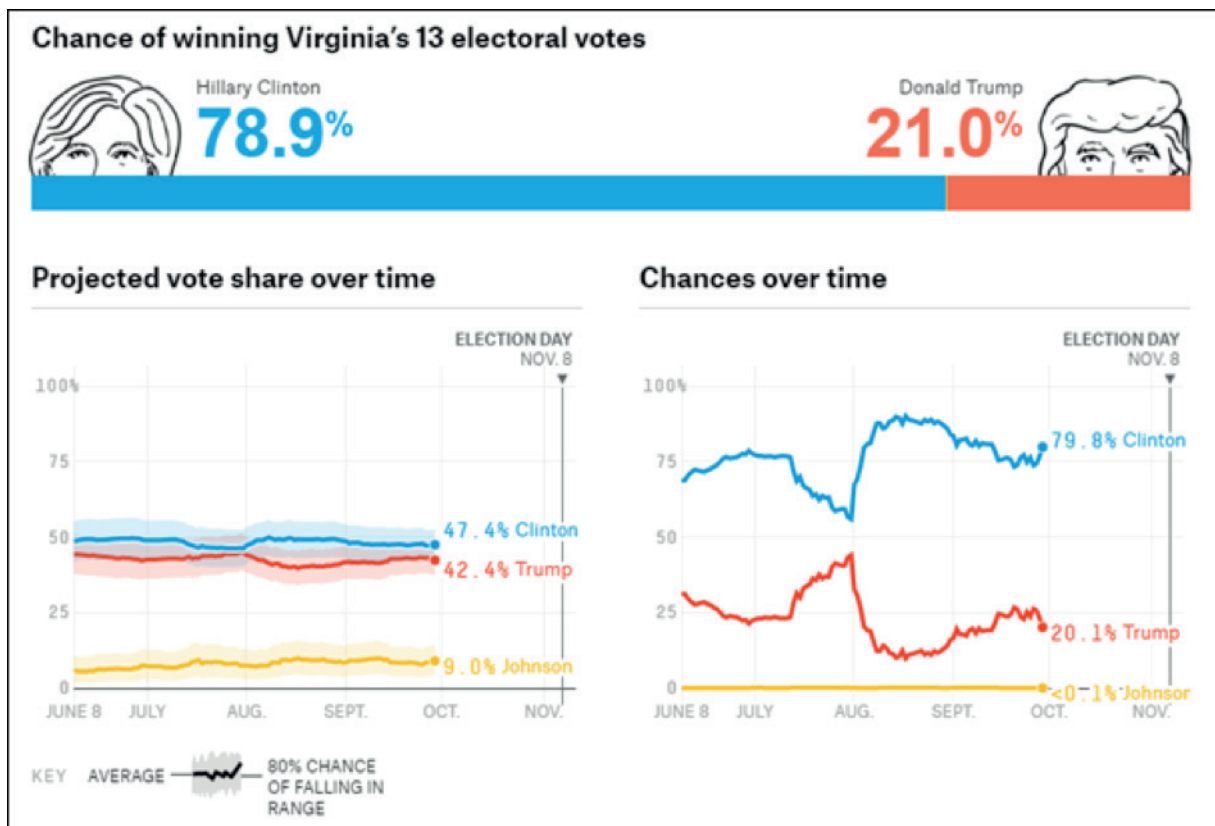 Chance of winning Virginia's 13 electoral votes
Hillary Clinton
78.9%
Donald Trump
21.0%
Projected vote share over time
ELECTION DAY
NOV. 8
100%
75
50
25
0
47.4% Clinton
42.4% Trump
9.0% Johnson
JUNE 8 JULY AUG. SEPT. OCT. NOV.
KEY AVERAGE 80% CHANCE
OF FALLING IN
RANGE
Chances over time
ELECTION DAY
NOV. 8
100%
75
50
25
0
79.8% Clinton
20.1% Trump
<0.1% Johnson
JUNE 8 JULY AUG. SEPT. OCT. NOV.